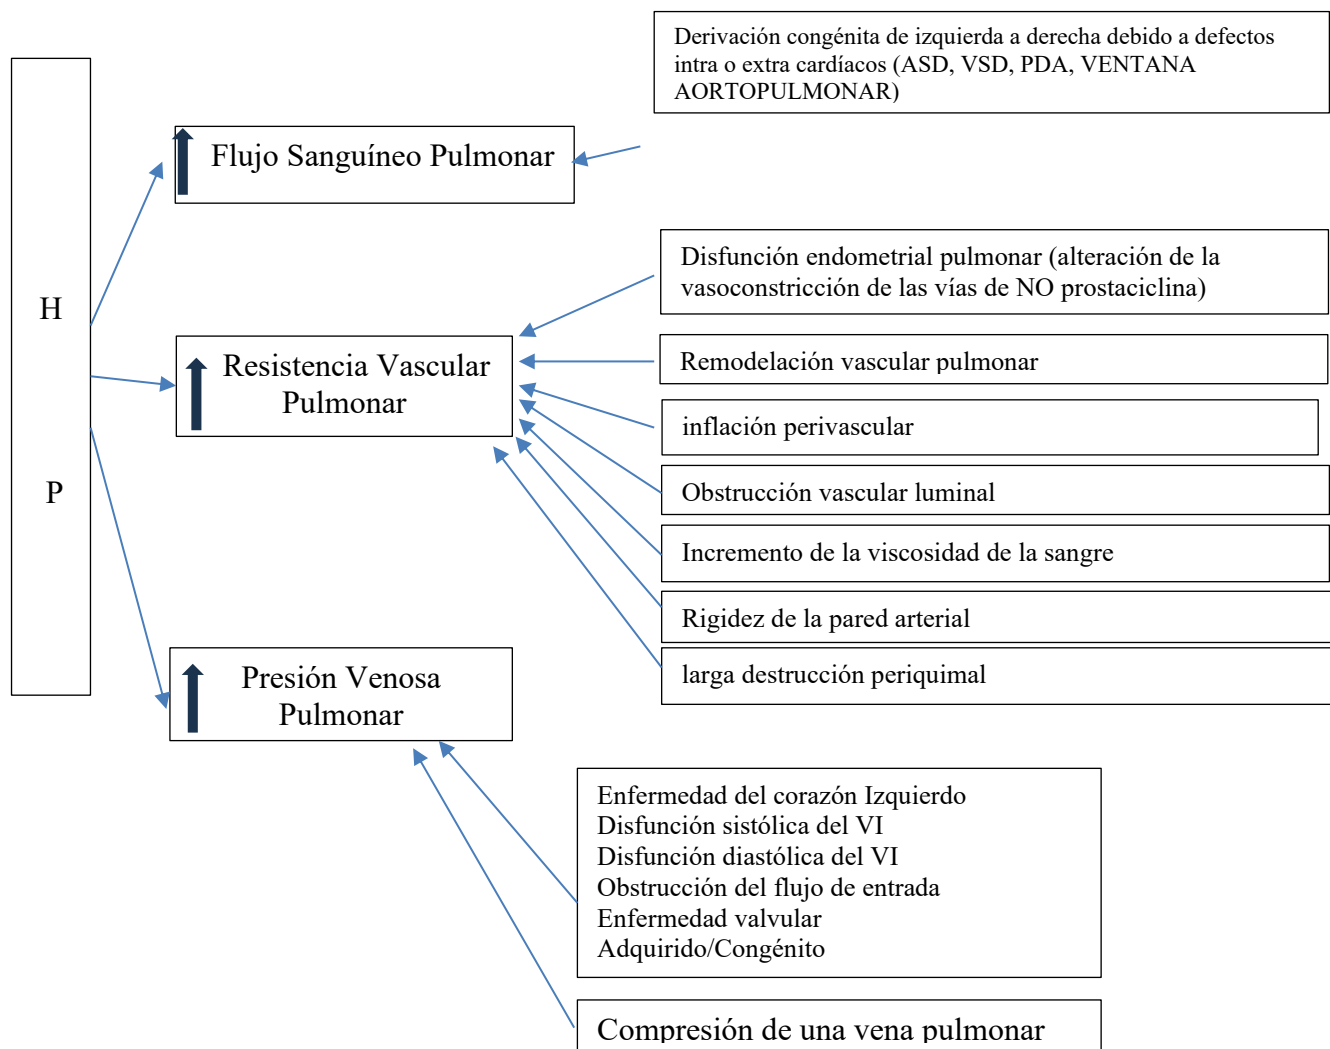 Derivación congénita de izquierda a derecha debido a defectos
intra o extra cardíacos (ASD, VSD, PDA, VENTANA
AORTOPULMONAR)
Flujo Sanguíneo Pulmonar
H
P
Disfunción endometrial pulmonar (alteración de la
vasoconstricción de las vías de NO prostaciclina)
Resistencia Vascular
Pulmonar
Remodelación vascular pulmonar
inflación perivascular
Obstrucción vascular luminal
Incremento de la viscosidad de la sangre
Rigidez de la pared arterial
larga destrucción periquimal
Presión Venosa
Pulmonar
Enfermedad del corazón Izquierdo
Disfunción sistólica del VI
Disfunción diastólica del VI
Obstrucción del flujo de entrada
Enfermedad valvular
Adquirido/Congénito
Compresión de una vena pulmonar